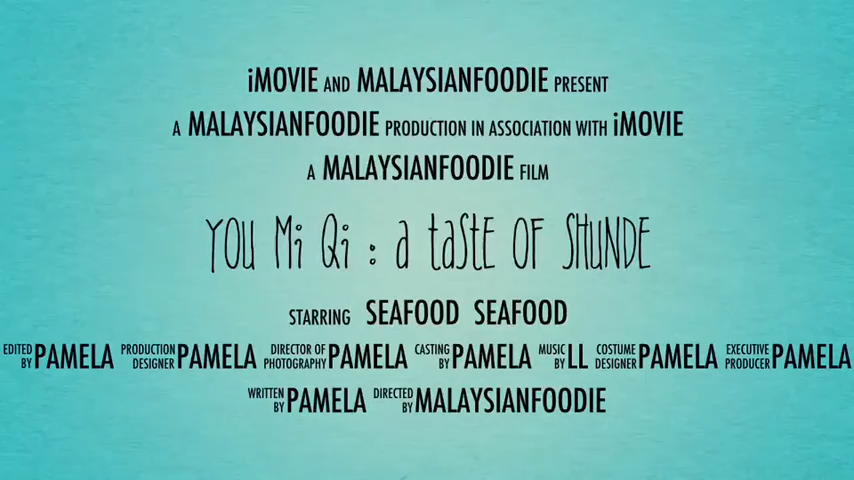 iMOVIE AND MALAYSIANFOODIE PRESENT
A MALAYSIANFOODIE PRODUCTION IN ASSOCIATION WITH iMOVIE
A MALAYSIANFOODIE FILM
YOU Mi Qi : a taStE OF SHUNDE
STARRING SEAFOOD SEAFOOD
EDITED BY PAMELA PRODUCTION DESIGNER PAMELA DIRECTOR OF PHOTOGRAPHY PAMELA CASTING BY PAMELA MUSIC BY LL COSTUME DESIGNER PAMELA EXECUTIVE PRODUCER PAMELA
WRITTEN BY PAMELA DIRECTED BY MALAYSIANFOODIE